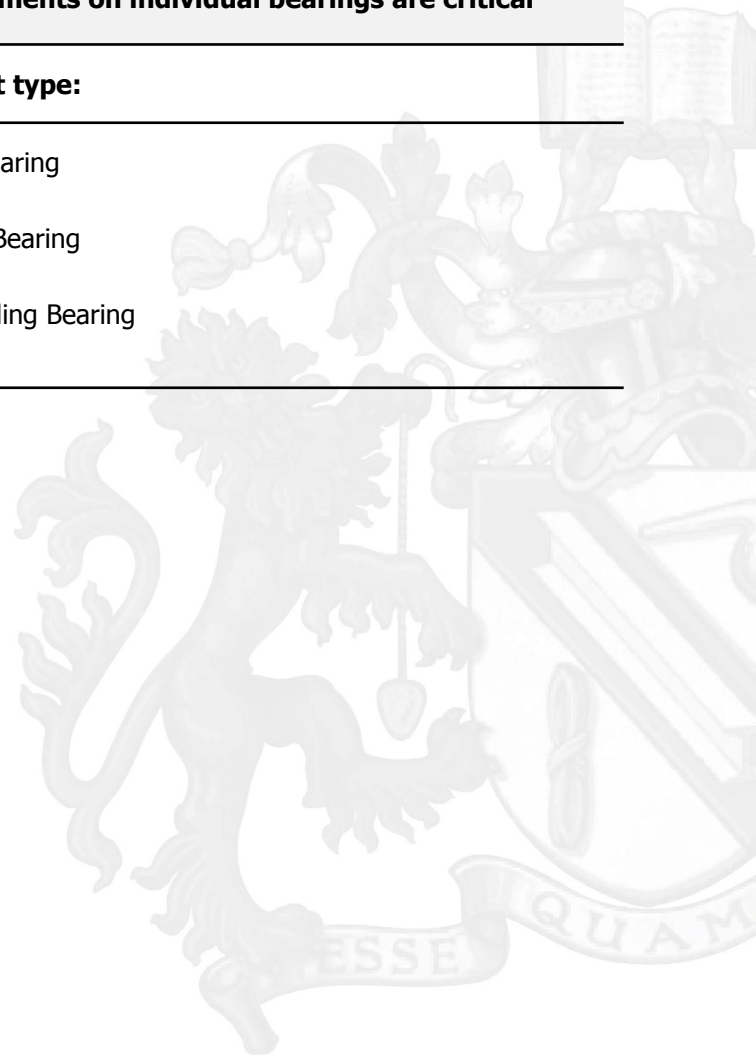 ments on individual bearings are critical
t type:
aring
Bearing
ling Bearing
ESSE
QUAM